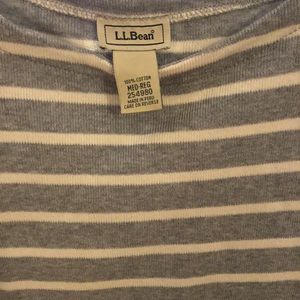 L.L.Bean®
100% COTTON
MED-REG
254980
MADE IN PERU
CARE ON REVERSE